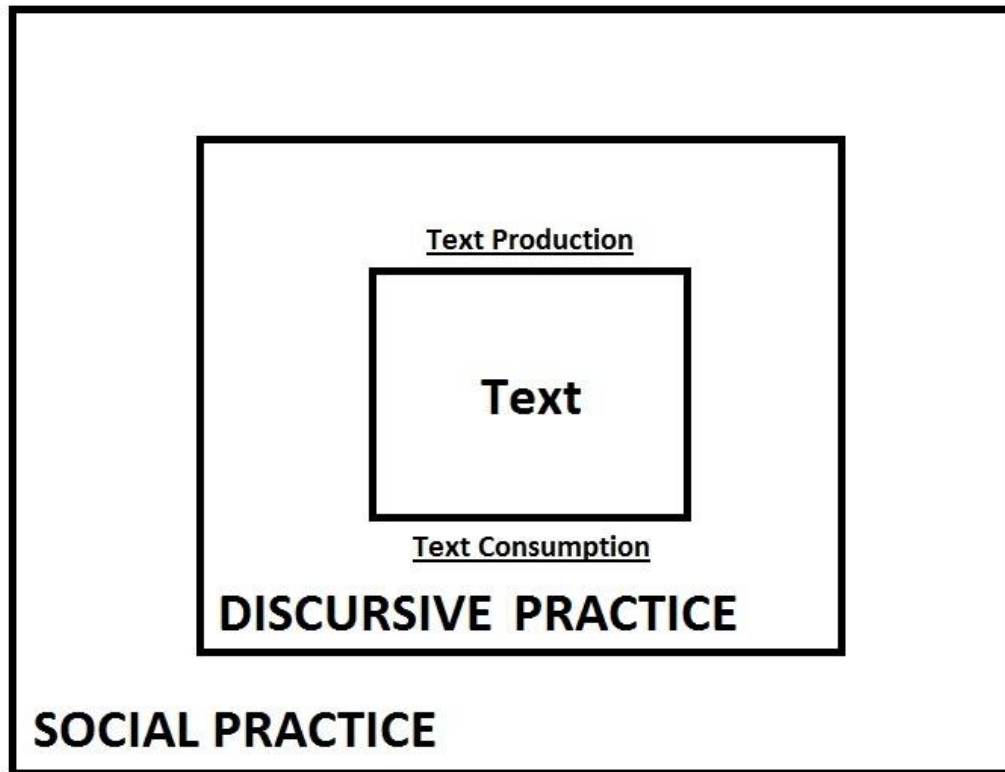 Text Production
Text
Text Consumption
DISCURSIVE PRACTICE
SOCIAL PRACTICE